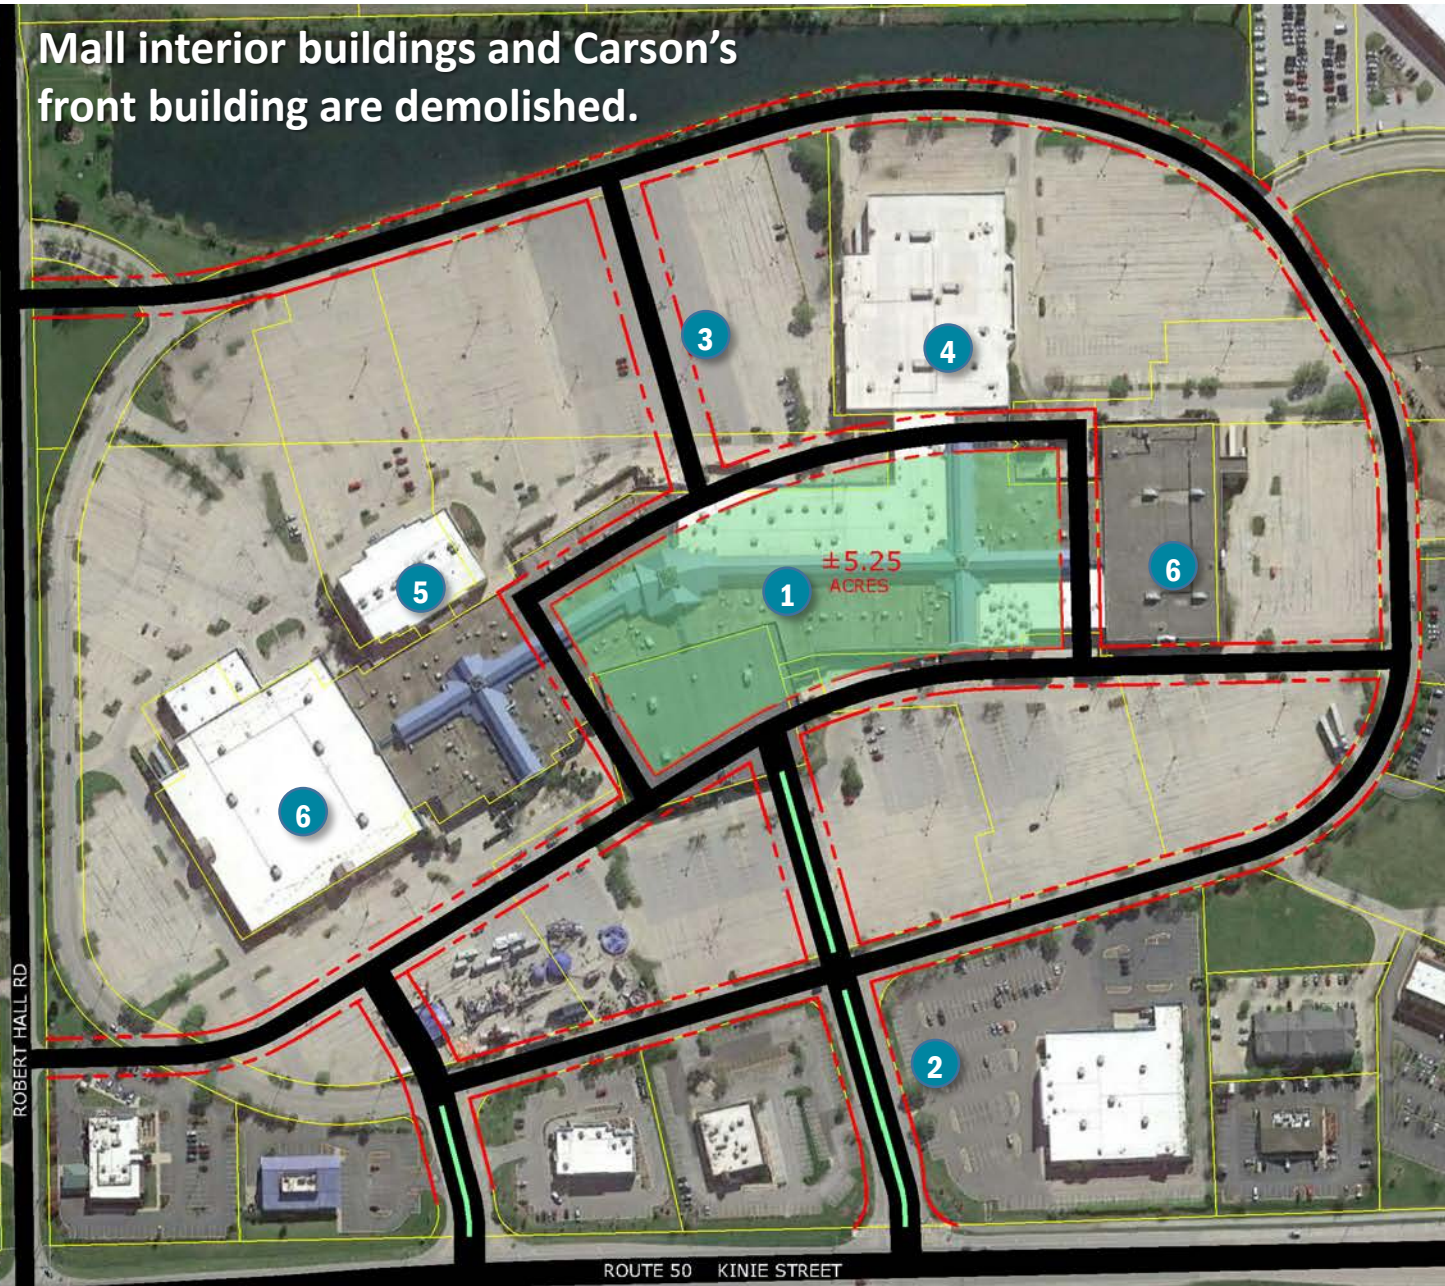 Mall interior buildings and Carson's
front building are demolished.
3
4
±5.25
ACRES
1
5
6
6
2
ROBERT HALL RD
ROUTE 50 KINIE STREET